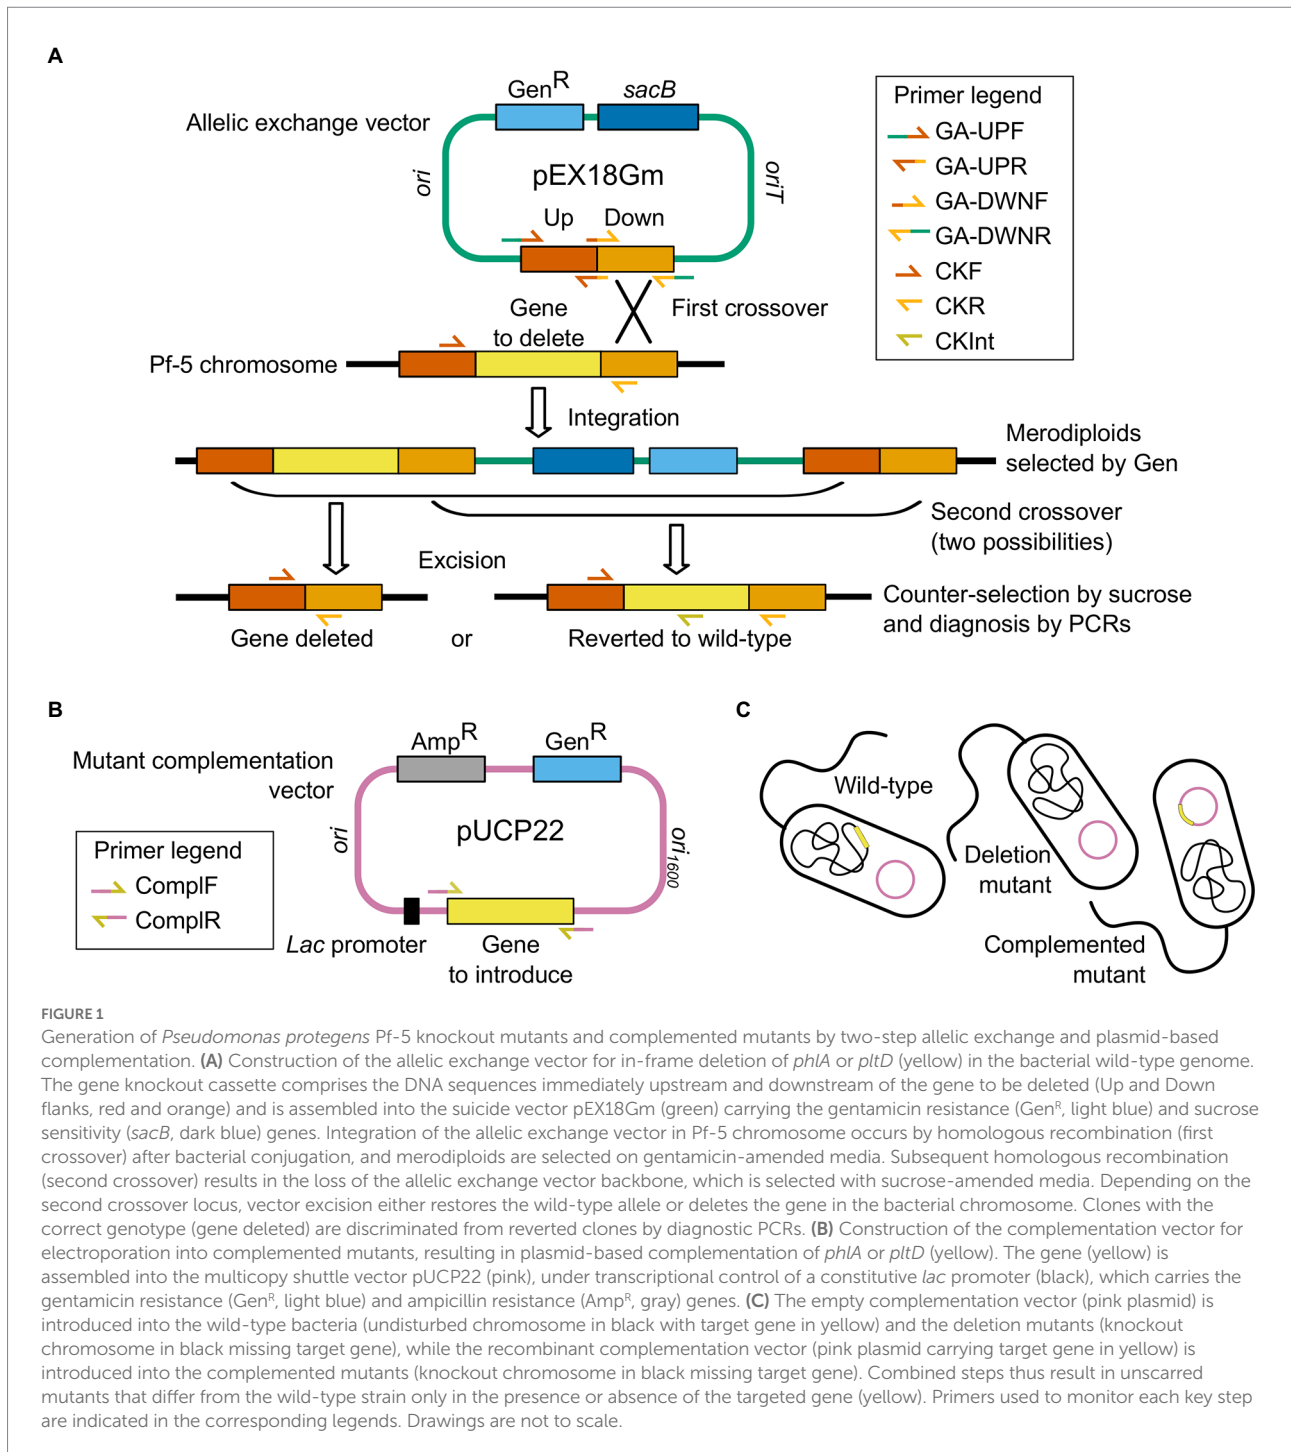 A
Gen^R
sacB
Allelic exchange vector
ori
pEX18Gm
oriT
Up
Down
Primer legend
GA-UPF
GA-UPR
GA-DWNF
GA-DWNR
CKF
CKR
CKInt
Gene
to delete
First crossover
Pf-5 chromosome
Integration
Merodiploids
selected by Gen
Second crossover
(two possibilities)
Excision
Counter-selection by sucrose
and diagnosis by PCRs
Gene deleted
or
Reverted to wild-type
B
Amp^R
Gen^R
Mutant complementation
vector
ori
pUCP22
ori1600
Primer legend
ComplF
ComplR
Lac promoter
Gene
to introduce
C
Wild-type
Deletion
mutant
Complemented
mutant
FIGURE 1
Generation of Pseudomonas protegens Pf-5 knockout mutants and complemented mutants by two-step allelic exchange and plasmid-based
complementation. (A) Construction of the allelic exchange vector for in-frame deletion of phlA or pltD (yellow) in the bacterial wild-type genome.
The gene knockout cassette comprises the DNA sequences immediately upstream and downstream of the gene to be deleted (Up and Down
flanks, red and orange) and is assembled into the suicide vector pEX18Gm (green) carrying the gentamicin resistance (Gen^R, light blue) and sucrose
sensitivity (sacB, dark blue) genes. Integration of the allelic exchange vector in Pf-5 chromosome occurs by homologous recombination (first
crossover) after bacterial conjugation, and merodiploids are selected on gentamicin-amended media. Subsequent homologous recombination
(second crossover) results in the loss of the allelic exchange vector backbone, which is selected with sucrose-amended media. Depending on the
second crossover locus, vector excision either restores the wild-type allele or deletes the gene in the bacterial chromosome. Clones with the
correct genotype (gene deleted) are discriminated from reverted clones by diagnostic PCRs. (B) Construction of the complementation vector for
electroporation into complemented mutants, resulting in plasmid-based complementation of phlA or pltD (yellow). The gene (yellow) is
assembled into the multicopy shuttle vector pUCP22 (pink), under transcriptional control of a constitutive lac promoter (black), which carries the
gentamicin resistance (Gen^R, light blue) and ampicillin resistance (Amp^R, gray) genes. (C) The empty complementation vector (pink plasmid) is
introduced into the wild-type bacteria (undisturbed chromosome in black with target gene in yellow) and the deletion mutants (knockout
chromosome in black missing target gene), while the recombinant complementation vector (pink plasmid carrying target gene in yellow) is
introduced into the complemented mutants (knockout chromosome in black missing target gene). Combined steps thus result in unscarred
mutants that differ from the wild-type strain only in the presence or absence of the targeted gene (yellow). Primers used to monitor each key step
are indicated in the corresponding legends. Drawings are not to scale.